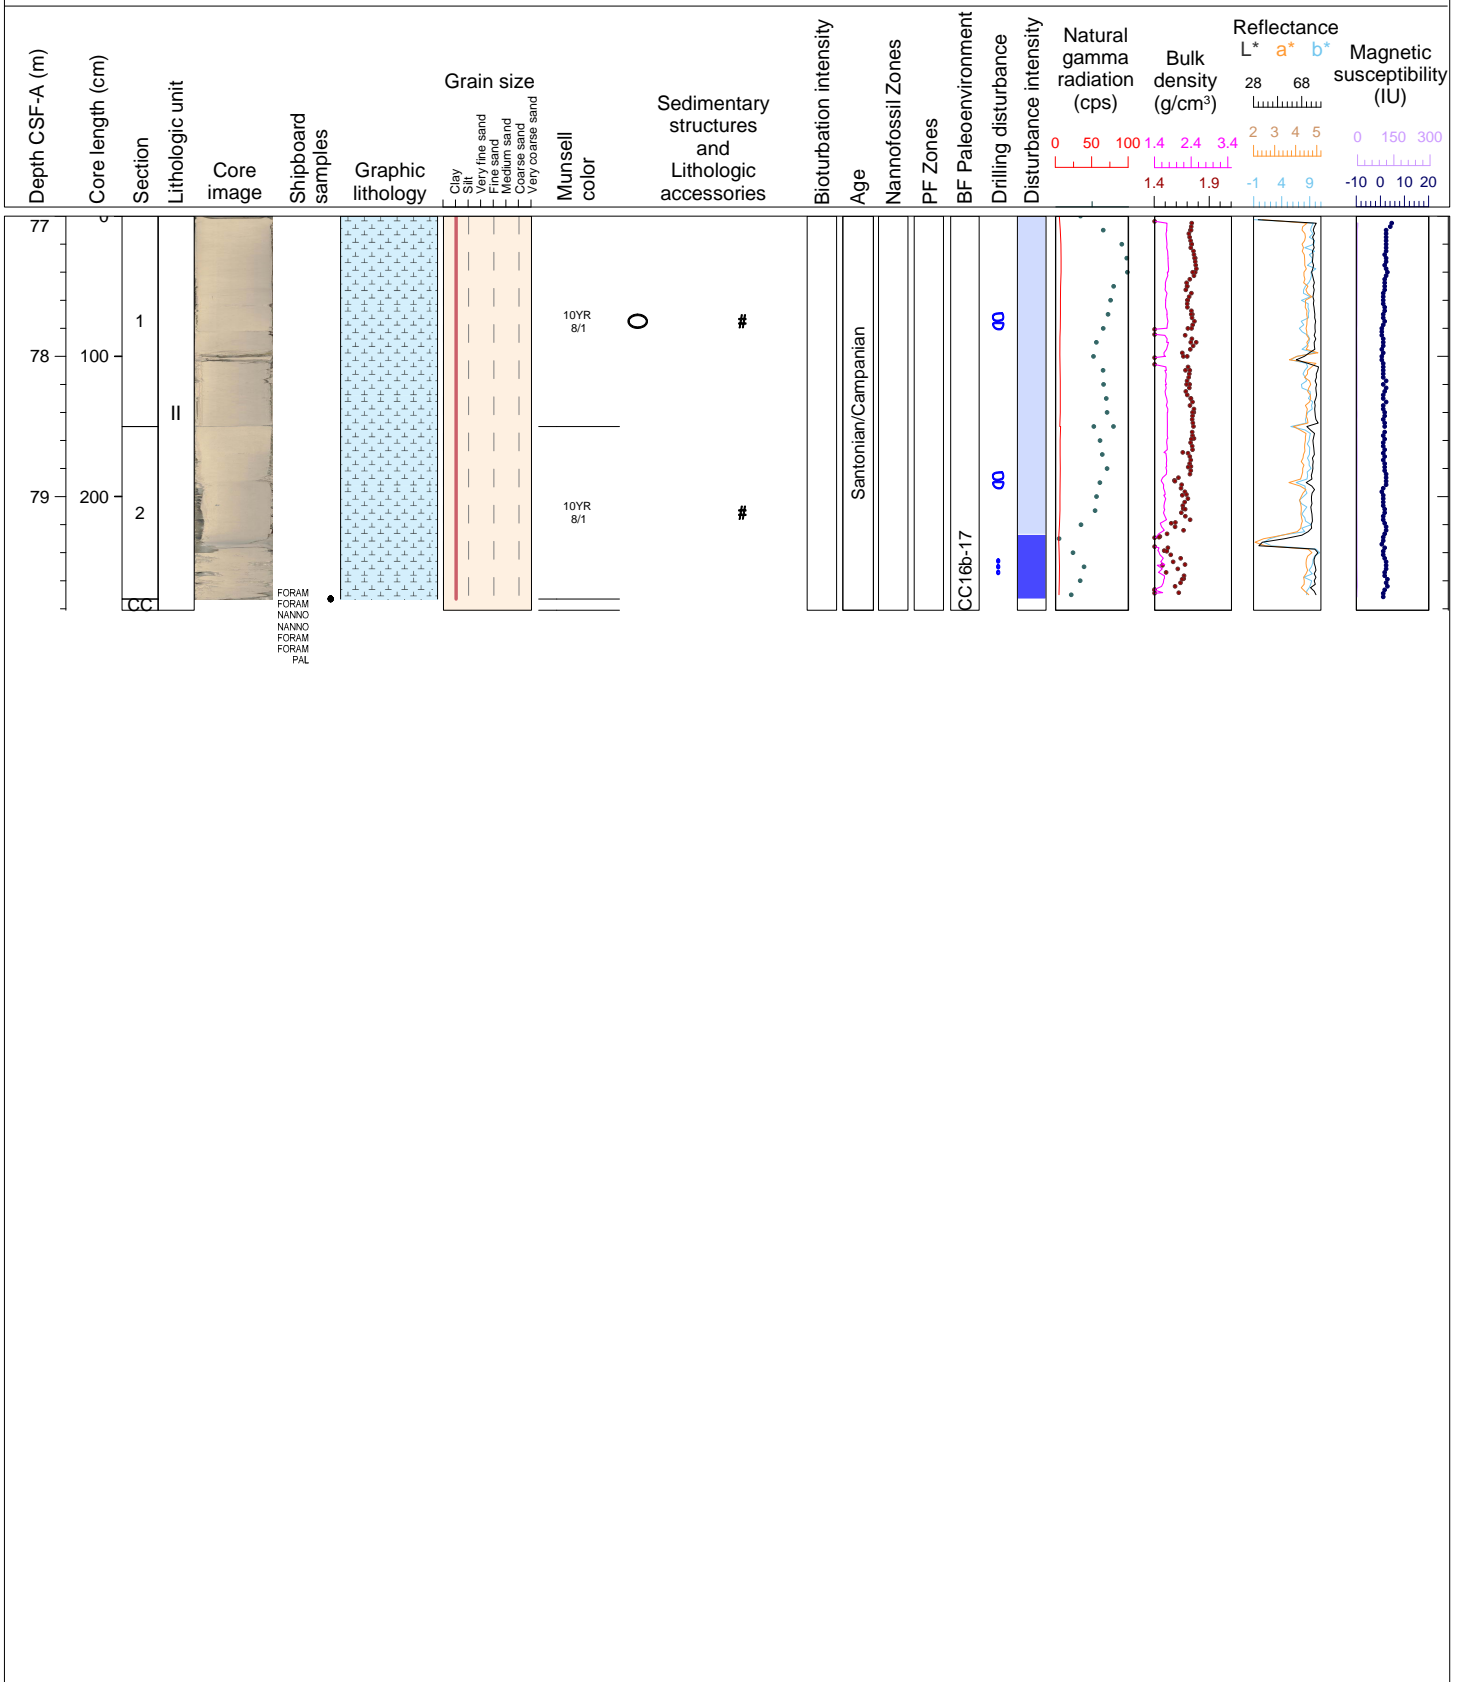 Depth CSF-A (m)
Core length (cm)
Section
Lithologic unit
Core
image
Shipboard
samples
Graphic
lithology
Grain size
Clay
Silt
Very fine sand
Fine sand
Medium sand
Coarse sand
Very coarse sand
Munsell
color
Sedimentary
structures
and
Lithologic
accessories
Bioturbation intensity
Age
Nannofossil Zones
PF Zones
BF Paleoenvironment
Drilling disturbance
Disturbance intensity
Natural
gamma
radiation
(cps)
0 50 100
Bulk
density
(g/cm³)
1.4 2.4 3.4
1.4 1.9
Reflectance
L* a* b*
28 68
2 3 4 5
-1 4 9
Magnetic
susceptibility
(IU)
0 150 300
-10 0 10 20
77
78
79
0
100
200
1
2
CC
II
FORAM
FORAM
NANNO
NANNO
FORAM
FORAM
PAL
10YR
8/1
10YR
8/1
#
#
Santonian/Campanian
CC16b-17